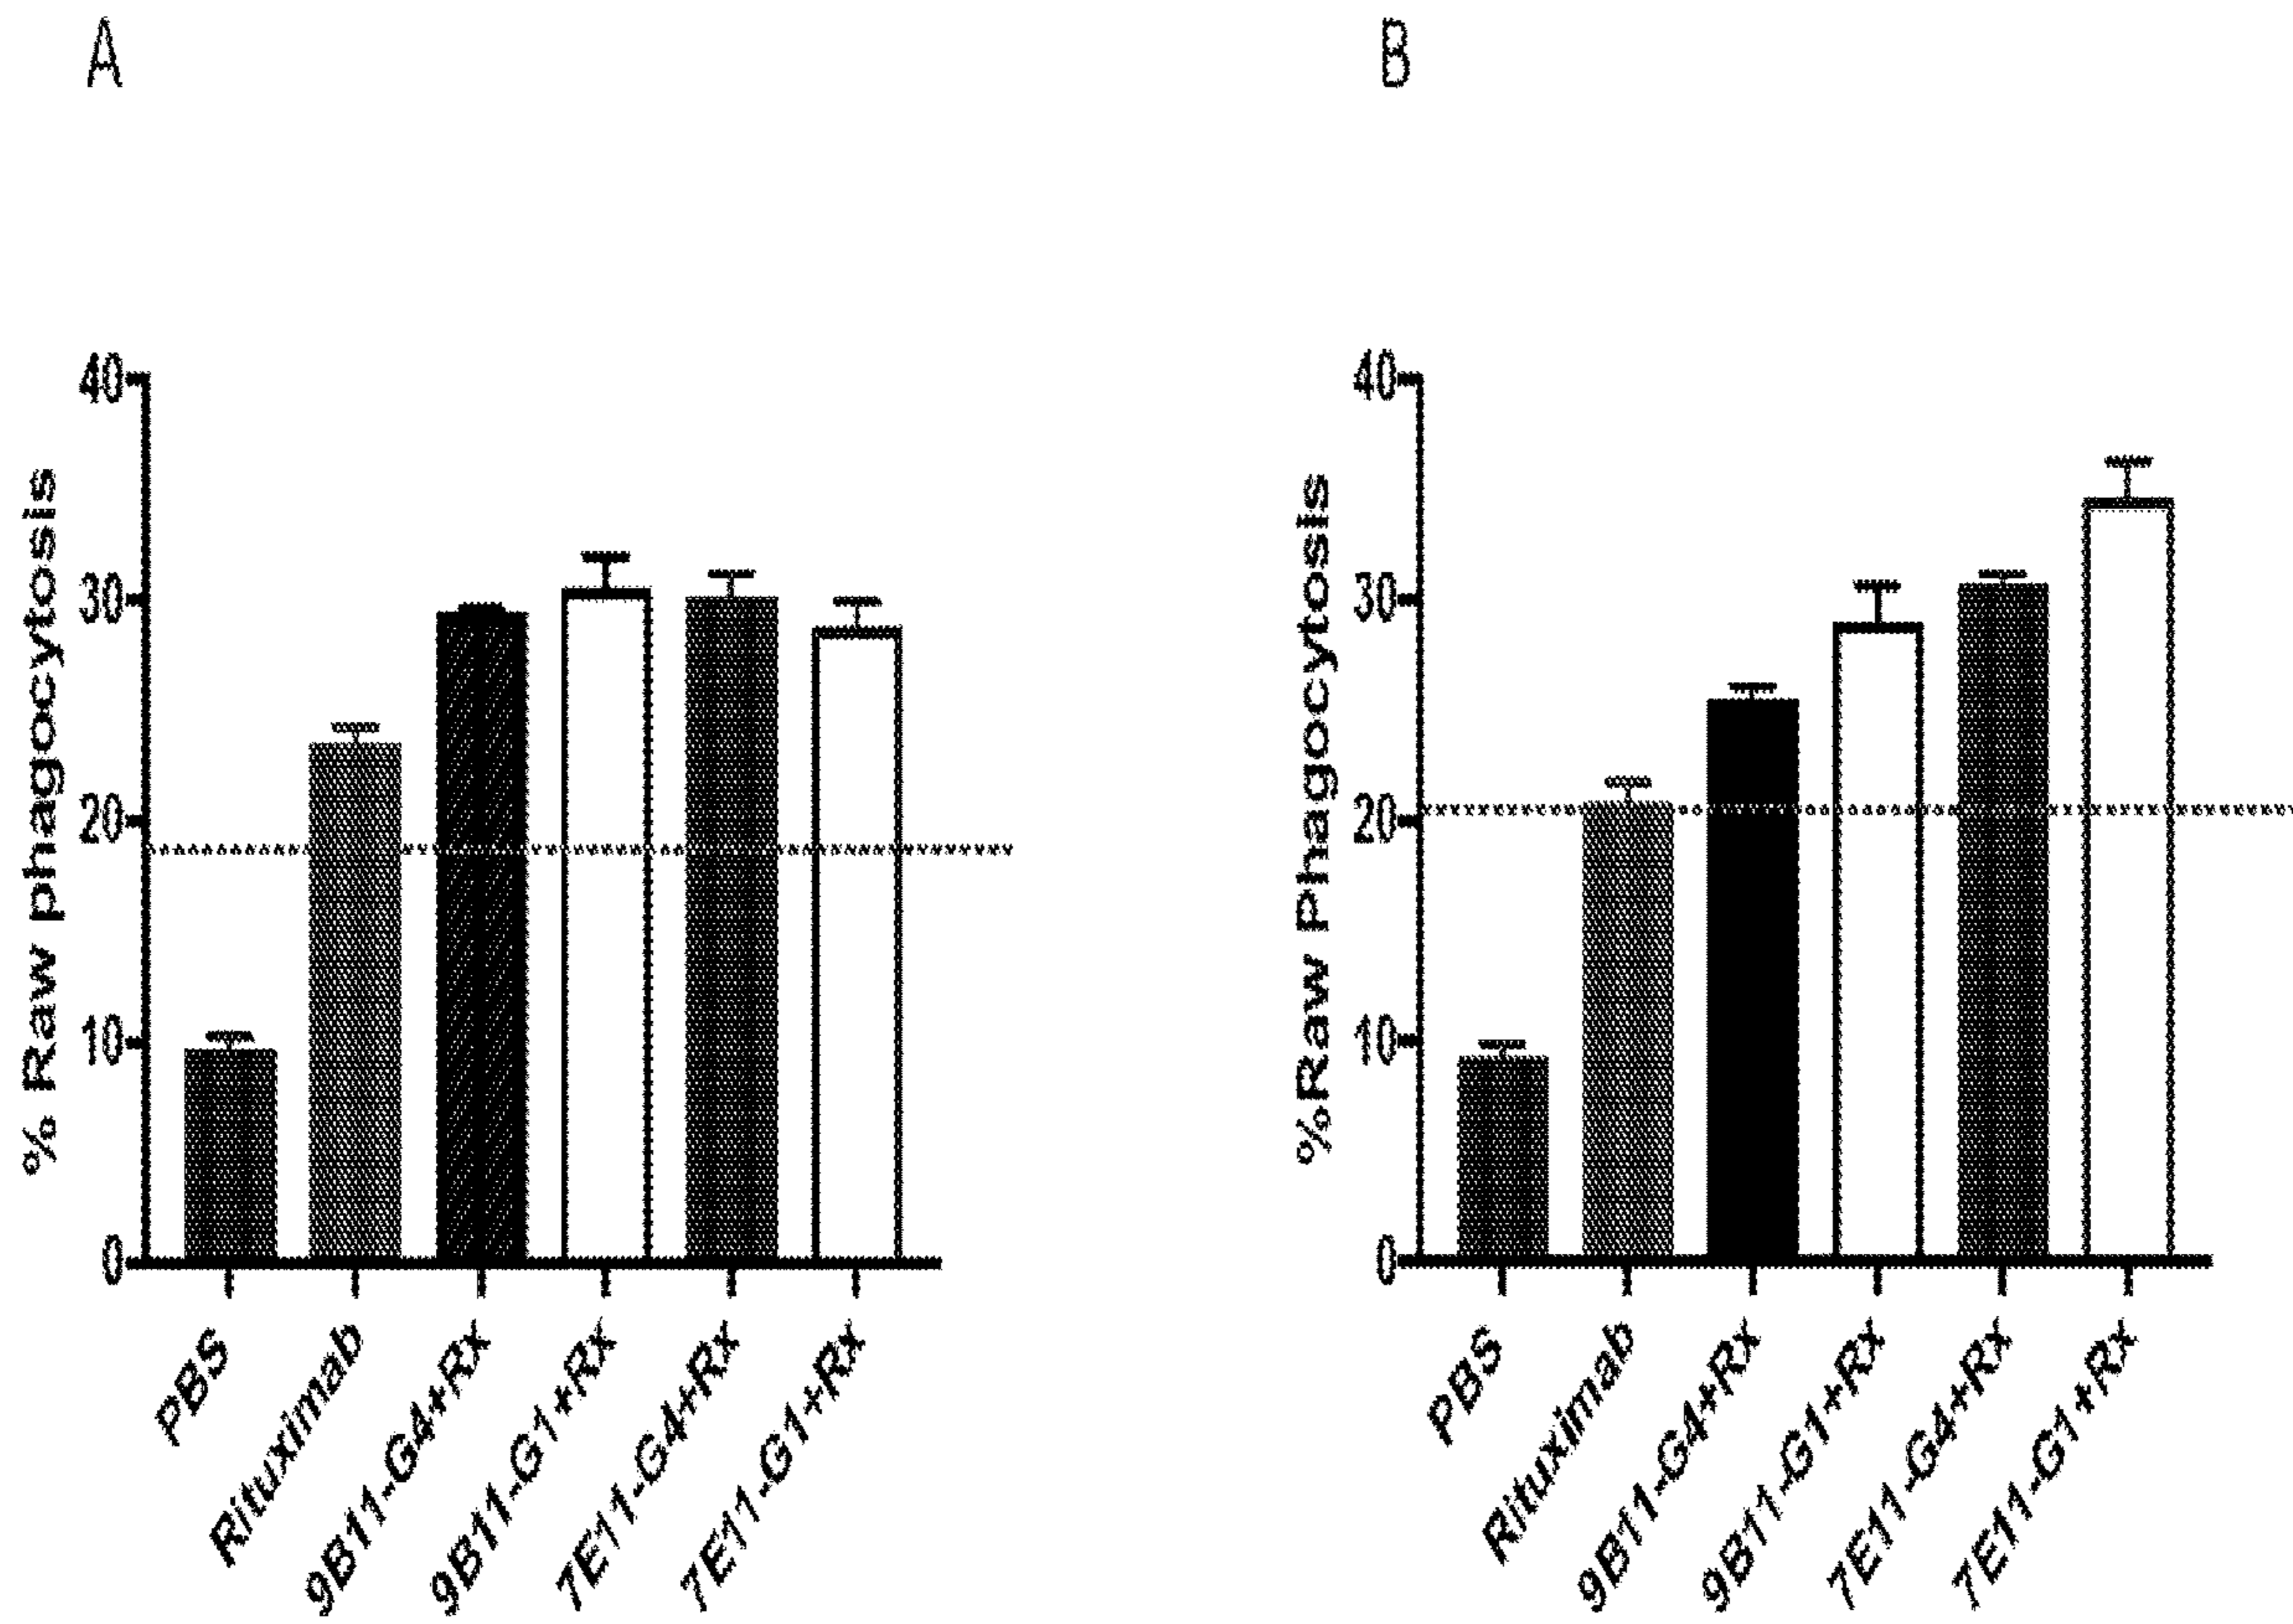 A
% Raw phagocytosis
40
30
20
10
0
PBS
Rituximab
9B11-G4+Rx
9B11-G1+Rx
7E11-G4+Rx
7E11-G1+Rx
B
%Raw Phagocytosis
40
30
20
10
0
PBS
Rituximab
9B11-G4+Rx
9B11-G1+Rx
7E11-G4+Rx
7E11-G1+Rx